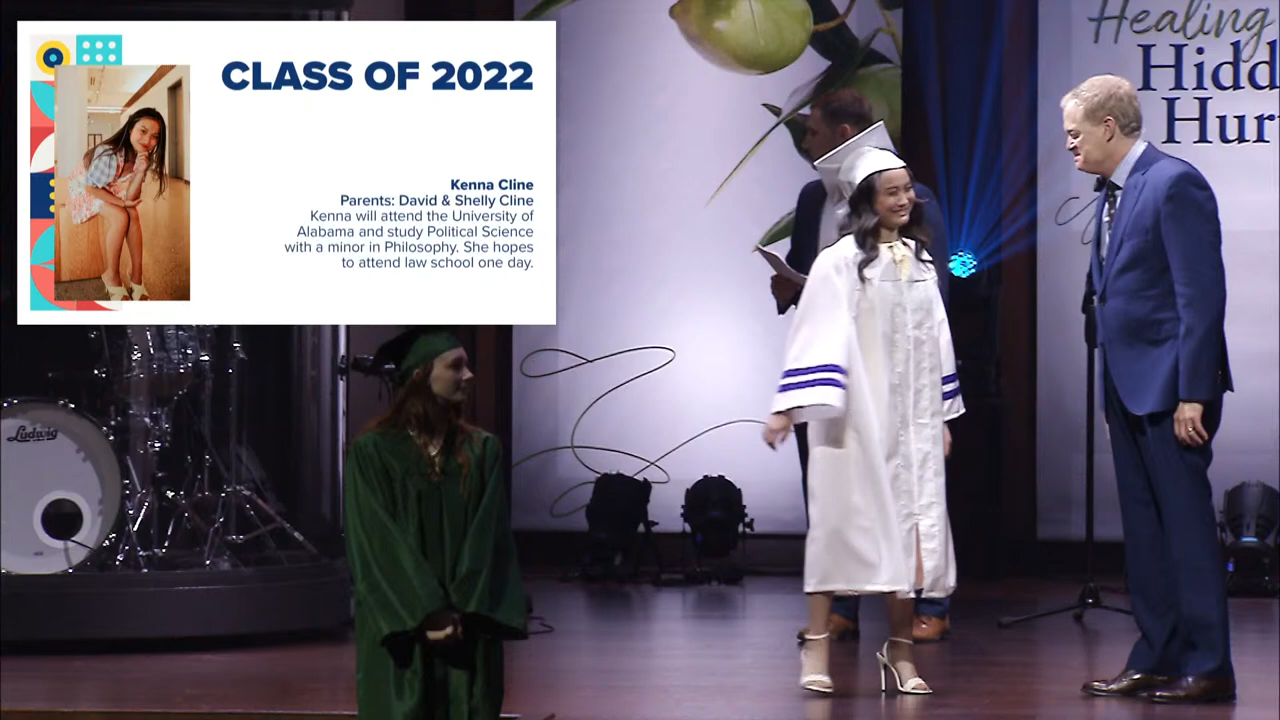 CLASS OF 2022
Kenna Cline
Parents: David & Shelly Cline
Kenna will attend the University of
Alabama and study Political Science
with a minor in Philosophy. She hopes
to attend law school one day.
Healing
Hidd
Hur
Ludwig